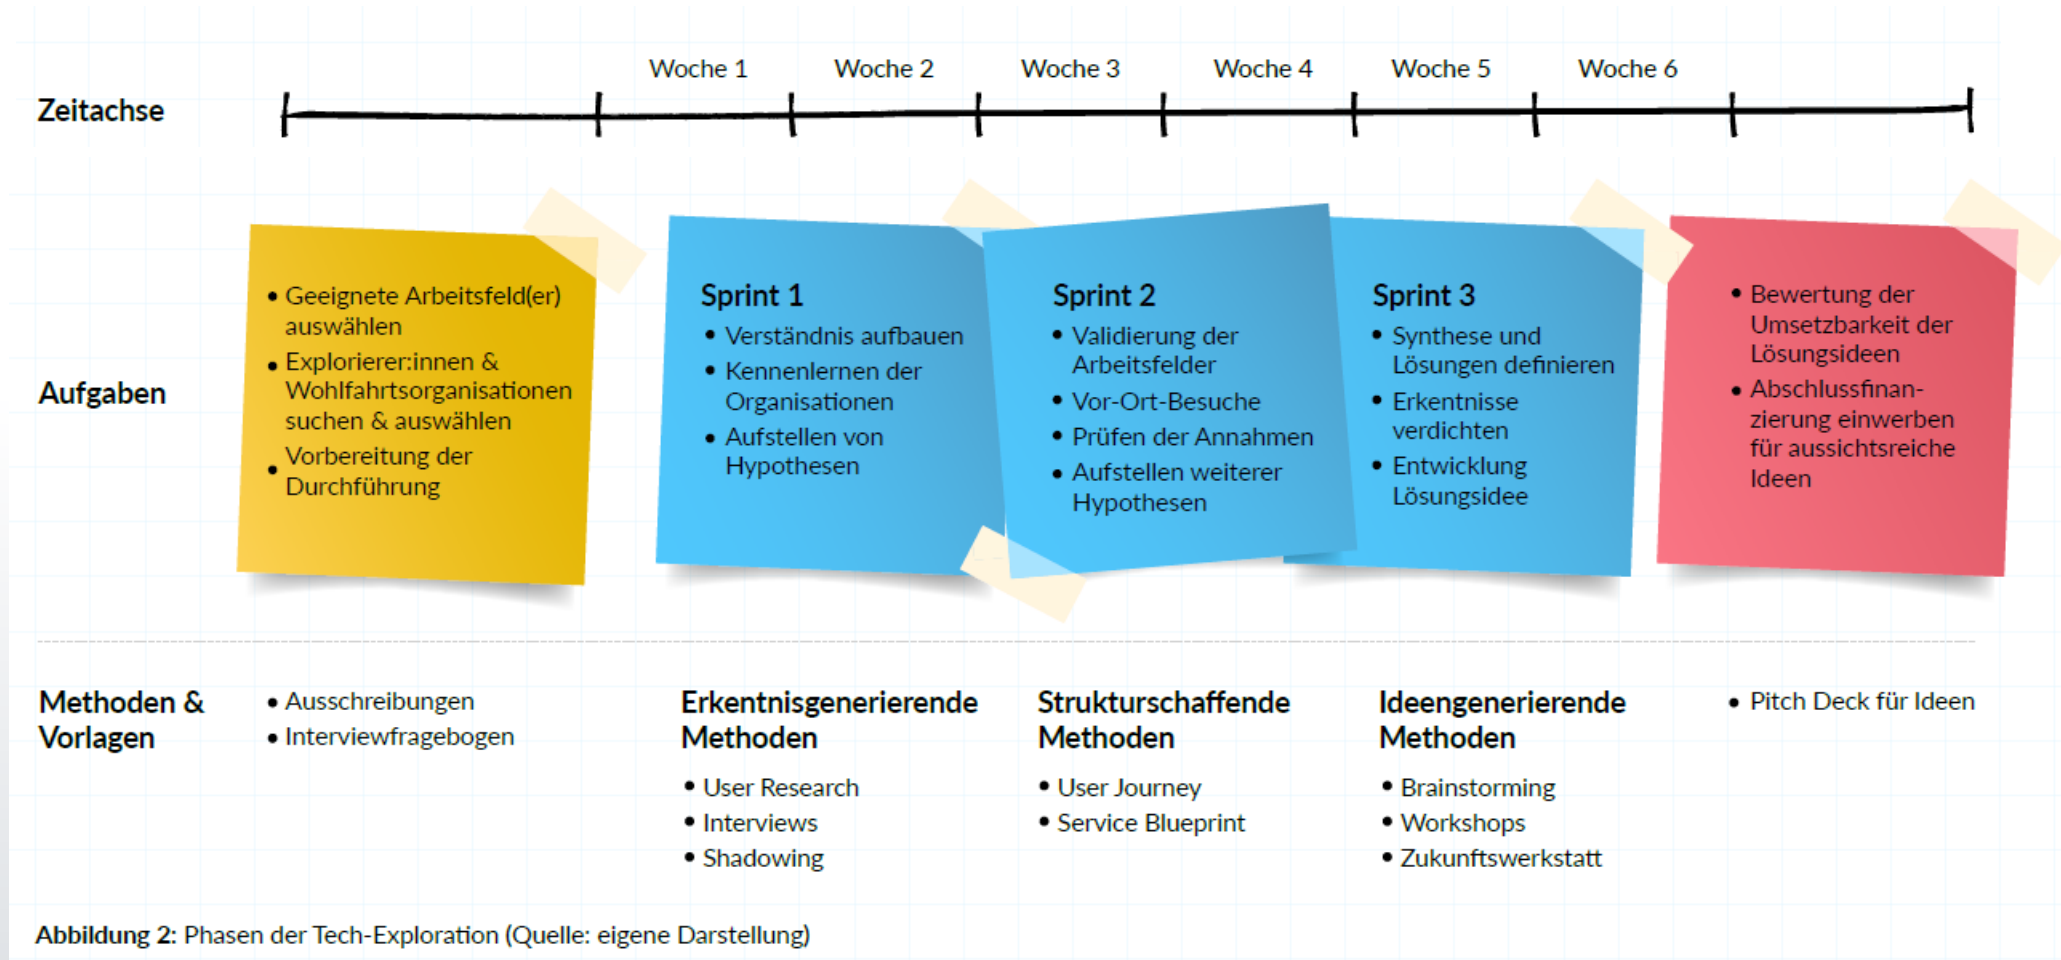 Woche 1
Woche 2
Woche 3
Woche 4
Woche 5
Woche 6
Zeitachse
Aufgaben
• Geeignete Arbeitsfeld(er)
auswählen
• Explorierer:innen &
Wohlfahrtsorganisationen
suchen & auswählen
• Vorbereitung der
Durchführung
Sprint 1
• Verständnis aufbauen
• Kennenlernen der
Organisationen
• Aufstellen von
Hypothesen
Sprint 2
• Validierung der
Arbeitsfelder
• Vor-Ort-Besuche
• Prüfen der Annahmen
• Aufstellen weiterer
Hypothesen
Sprint 3
• Synthese und
Lösungen definieren
• Erkentnisse
verdichten
• Entwicklung
Lösungsidee
• Bewertung der
Umsetzbarkeit der
Lösungsideen
• Abschlussfinan-
zierung einwerben
für aussichtsreiche
Ideen
Methoden &
Vorlagen
• Ausschreibungen
• Interviewfragebogen
Erkentnisgenerierende
Methoden
• User Research
• Interviews
• Shadowing
Strukturschaffende
Methoden
• User Journey
• Service Blueprint
Ideengenerierende
Methoden
• Brainstorming
• Workshops
• Zukunftswerkstatt
• Pitch Deck für Ideen
Abbildung 2: Phasen der Tech-Exploration (Quelle: eigene Darstellung)